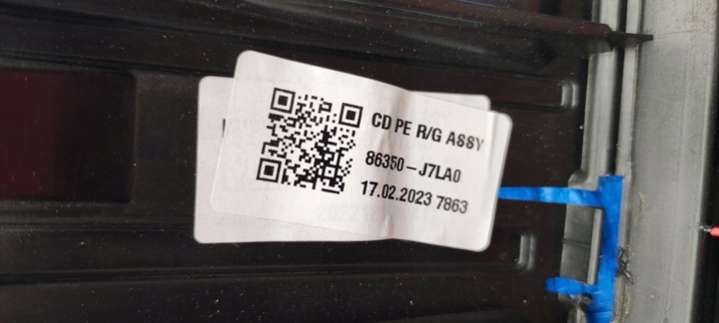 CD PE R/G ASSY
86350-J7LA0
17.02.2023 7863